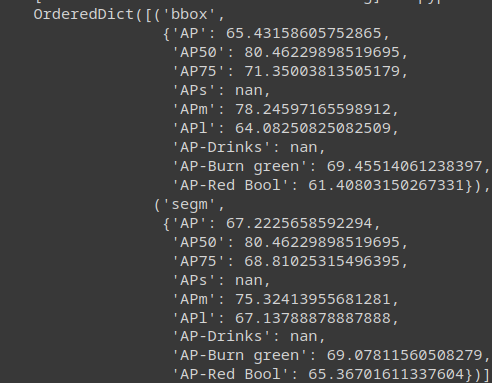 OrderedDict([('bbox',
{'AP': 65.43158605752865,
'AP50': 80.46229898519695,
'AP75': 71.35003813505179,
'APs': nan,
'APm': 78.24597165598912,
'APl': 64.08250825082509,
'AP-Drinks': nan,
'AP-Burn green': 69.45514061238397,
'AP-Red Bool': 61.40803150267331}),
('segm',
{'AP': 67.2225658592294,
'AP50': 80.46229898519695,
'AP75': 68.81025315496395,
'APs': nan,
'APm': 75.32413955681281,
'APl': 67.13788878887888,
'AP-Drinks': nan,
'AP-Burn green': 69.07811560508279,
'AP-Red Bool': 65.36701611337604})]